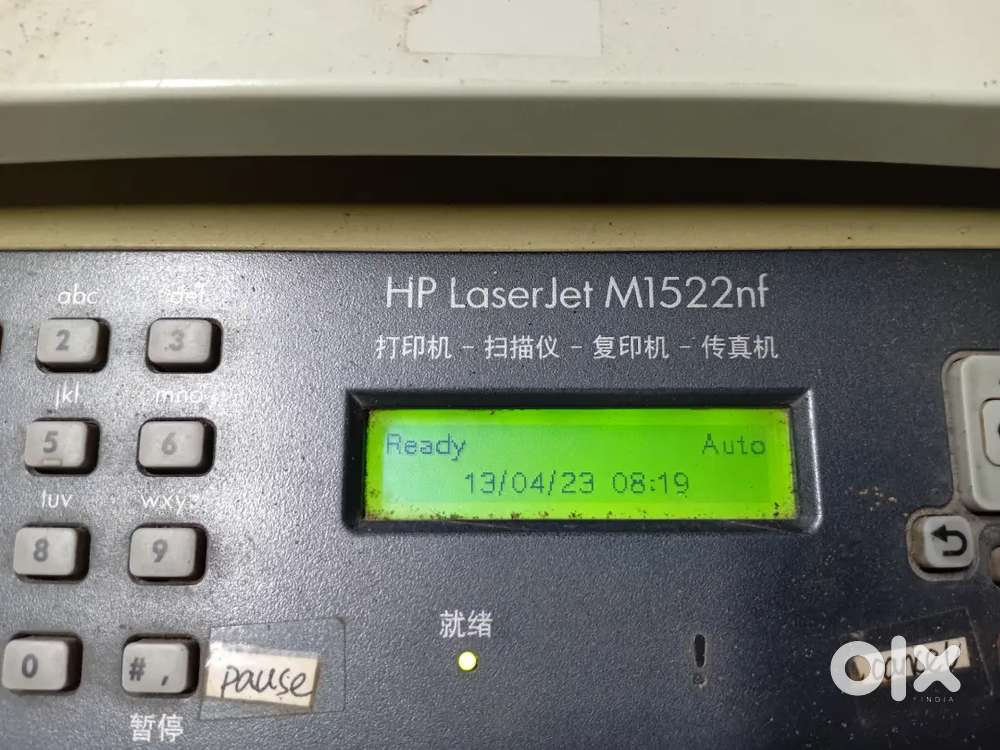 HP LaserJet M1522nf
打印机 - 扫描仪 - 复印机 - 传真机
Ready Auto
13/04/23 08:19
abc def
2 3
jkl mno
5 6
tuv wxyz
8 9
0 # ,
pause
暂停
就绪
!
cancel
olx
INDIA